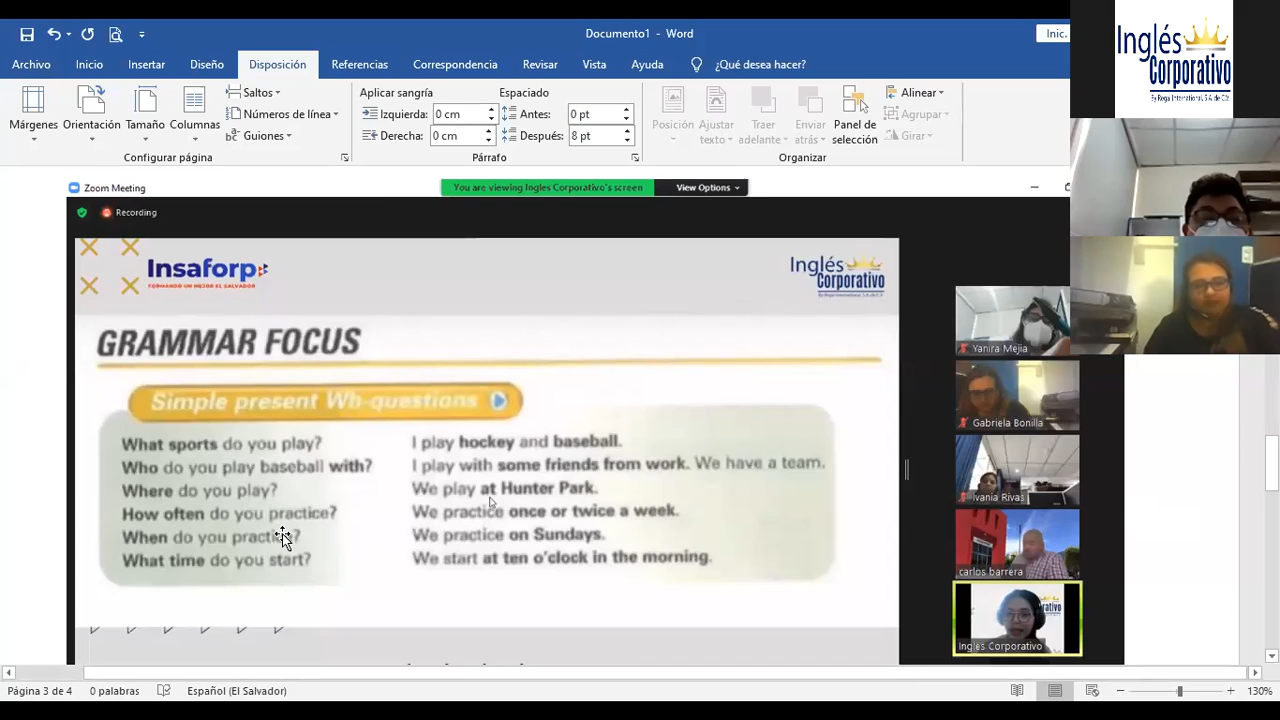 Documento1 - Word
Inic.
Archivo Inicio Insertar Diseño Disposición Referencias Correspondencia Revisar Vista Ayuda ¿Qué desea hacer?
Márgenes Orientación Tamaño Columnas
Saltos
Números de línea
Guiones
Configurar página
Aplicar sangría Espaciado
Izquierda: 0 cm Antes: 0 pt
Derecha: 0 cm Después: 8 pt
Párrafo
Posición Ajustar texto Traer adelante Enviar atrás Panel de selección
Alinear
Agrupar
Girar
Organizar
Inglés
Corporativo
By Rega International, S.A de C.V.
Zoom Meeting
You are viewing Ingles Corporativo's screen View Options
Recording
Insaforp
FORMANDO UN MEJOR EL SALVADOR
Inglés
Corporativo
By Rega International, S.A de C.V.
GRAMMAR FOCUS
Simple present Wh-questions
What sports do you play? I play hockey and baseball.
Who do you play baseball with? I play with some friends from work. We have a team.
Where do you play? We play at Hunter Park.
How often do you practice? We practice once or twice a week.
When do you practice? We practice on Sundays.
What time do you start? We start at ten o'clock in the morning.
Yanira Mejia
Gabriela Bonilla
Ivania Rivas
carlos barrera
Ingles Corporativo
Página 3 de 4 0 palabras Español (El Salvador) 130%